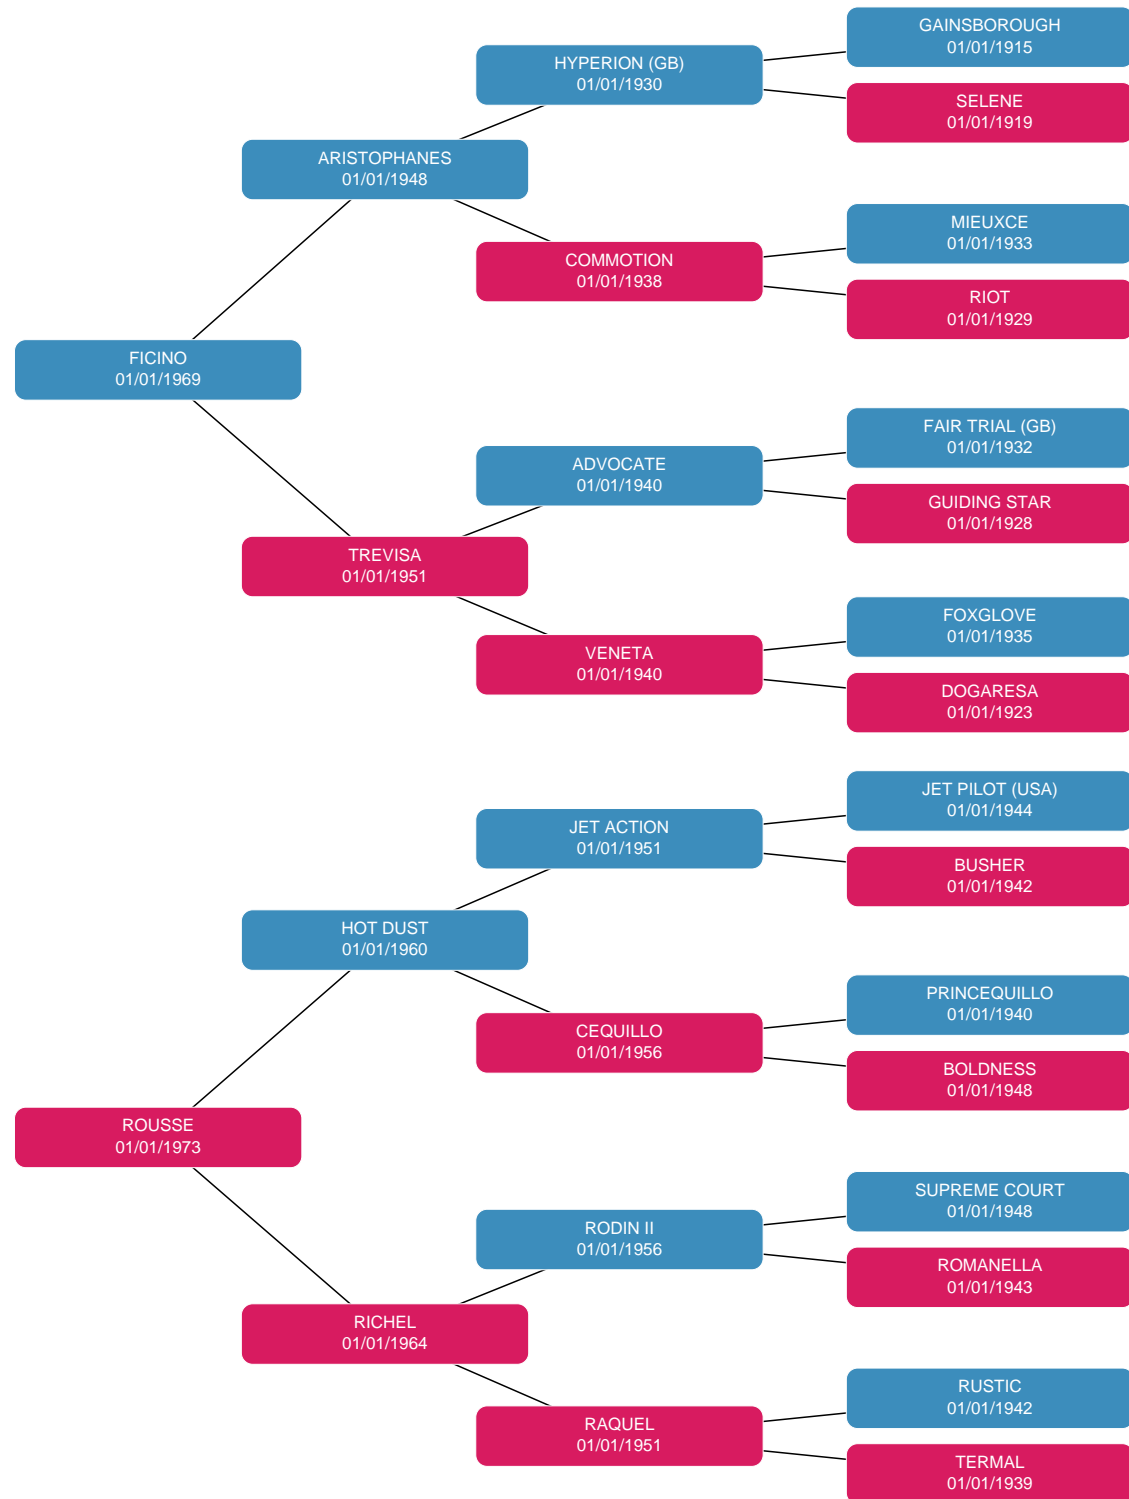 GAINSBOROUGH
01/01/1915
HYPERION (GB)
01/01/1930
SELENE
01/01/1919
ARISTOPHANES
01/01/1948
MIEUXCE
01/01/1933
COMMOTION
01/01/1938
RIOT
01/01/1929
FICINO
01/01/1969
FAIR TRIAL (GB)
01/01/1932
ADVOCATE
01/01/1940
GUIDING STAR
01/01/1928
TREVISA
01/01/1951
FOXGLOVE
01/01/1935
VENETA
01/01/1940
DOGARESA
01/01/1923
JET PILOT (USA)
01/01/1944
JET ACTION
01/01/1951
BUSHER
01/01/1942
HOT DUST
01/01/1960
PRINCEQUILLO
01/01/1940
CEQUILLO
01/01/1956
BOLDNESS
01/01/1948
ROUSSE
01/01/1973
SUPREME COURT
01/01/1948
RODIN II
01/01/1956
ROMANELLA
01/01/1943
RICHEL
01/01/1964
RUSTIC
01/01/1942
RAQUEL
01/01/1951
TERMAL
01/01/1939